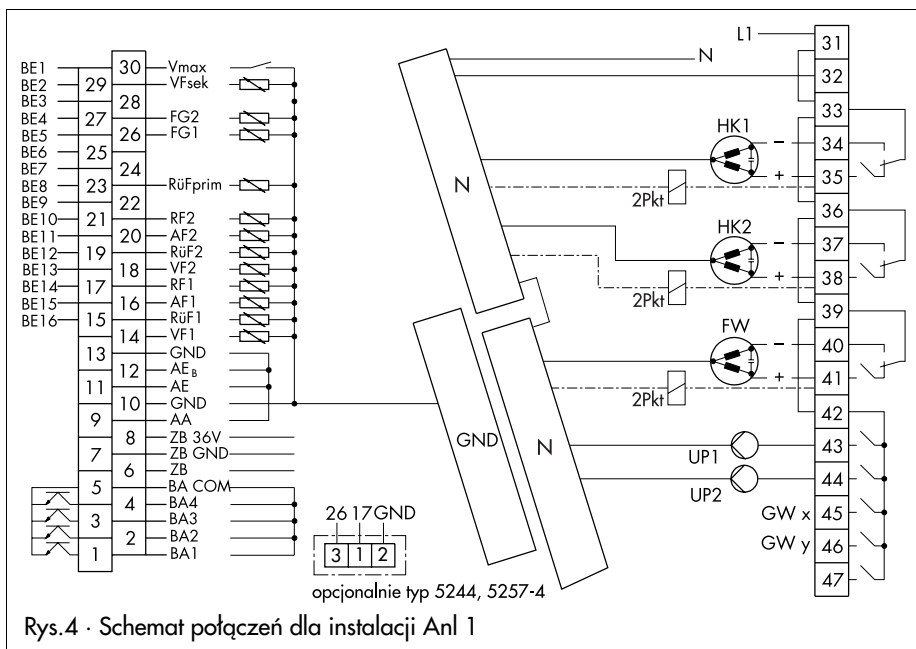 BE1
BE2
BE3
BE4
BE5
BE6
BE7
BE8
BE9
BE10
BE11
BE12
BE13
BE14
BE15
BE16
29
27
25
23
21
19
17
15
13
11
9
7
5
3
1
30
28
26
24
22
20
18
16
14
12
10
8
6
4
2
Vmax
VFsek
FG2
FG1
RüFprim
RF2
AF2
RüF2
VF2
RF1
AF1
RüF1
VF1
GND
AE B
AE
GND
AA
ZB 36V
ZB GND
ZB
BA COM
BA4
BA3
BA2
BA1
26 17 GND
3 1 2
opcjonalnie typ 5244, 5257-4
N
GND
N
L1
N
HK1
−
+
2Pkt
HK2
−
+
2Pkt
FW
−
+
2Pkt
UP1
UP2
GW x
GW y
31
32
33
34
35
36
37
38
39
40
41
42
43
44
45
46
47
Rys.4 · Schemat połączeń dla instalacji Anl 1